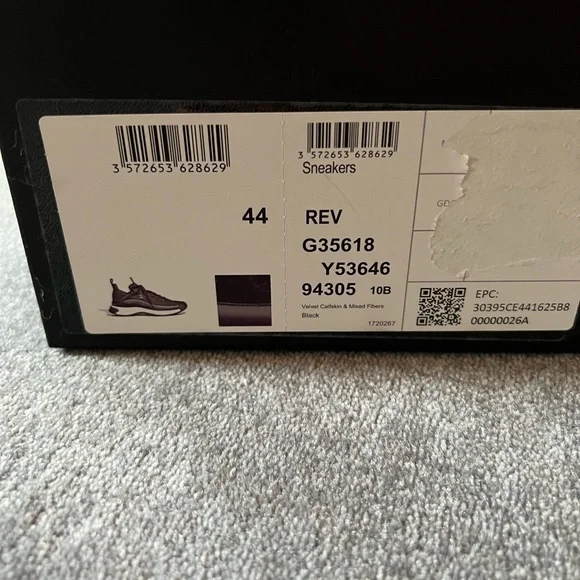 3 572653 628629
44
3 572653 628629
Sneakers
REV
G35618
Y53646
94305 10B
Velvet Calfskin & Mixed Fibers
Black
1720267
EPC:
30395CE441625B8
00000026A